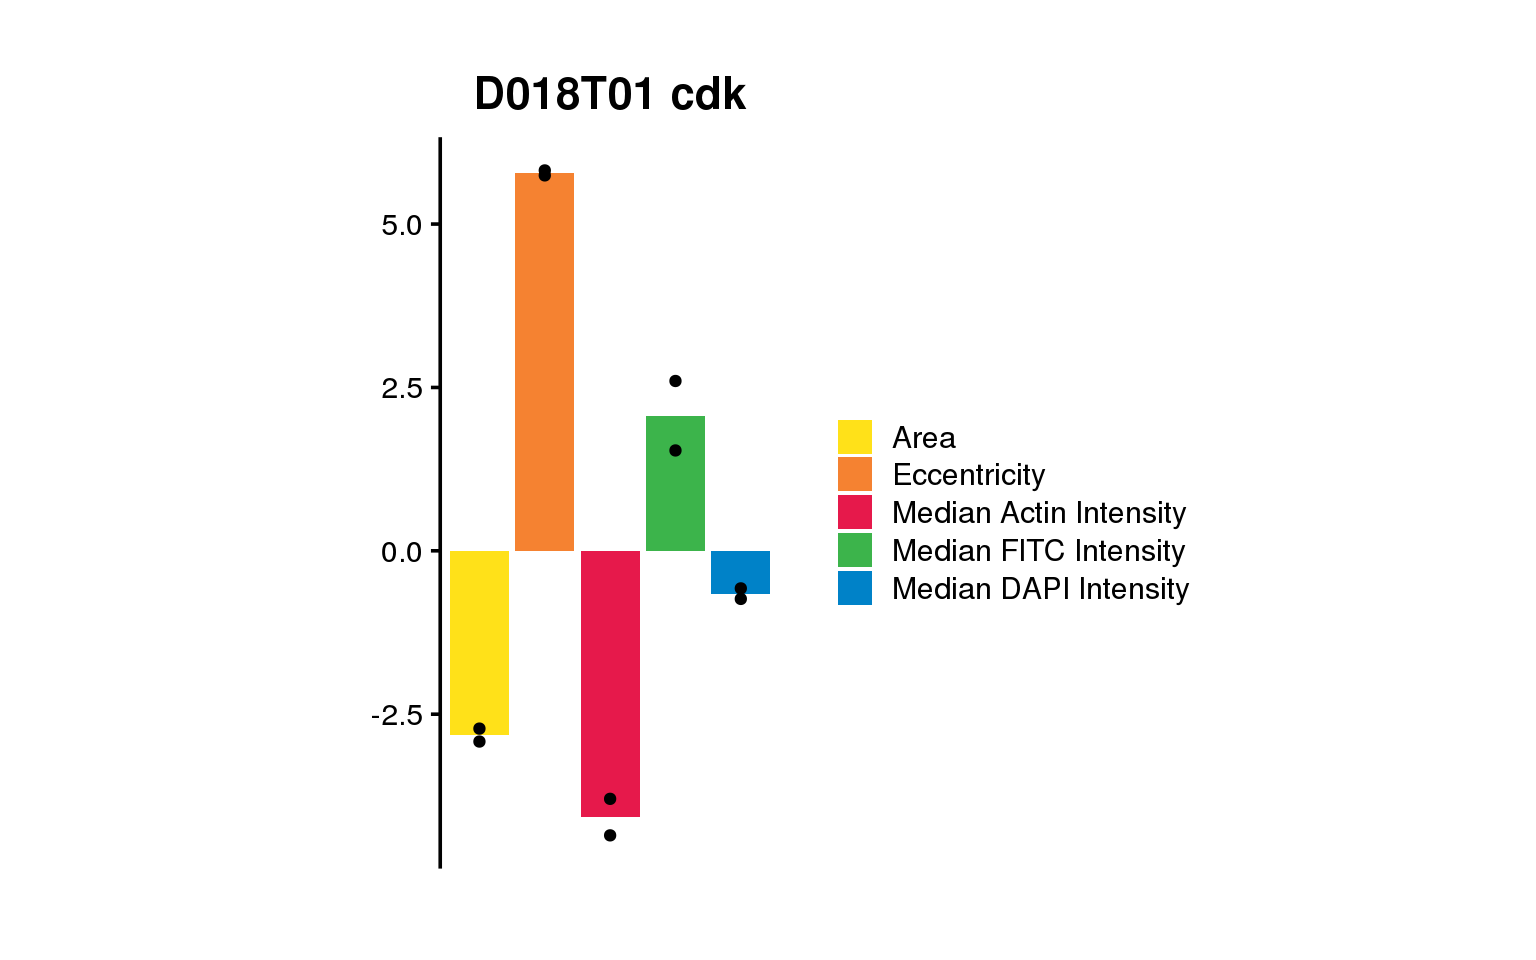 D018T01 cdk
5.0
2.5
0.0
-2.5
Area
Eccentricity
Median Actin Intensity
Median FITC Intensity
Median DAPI Intensity